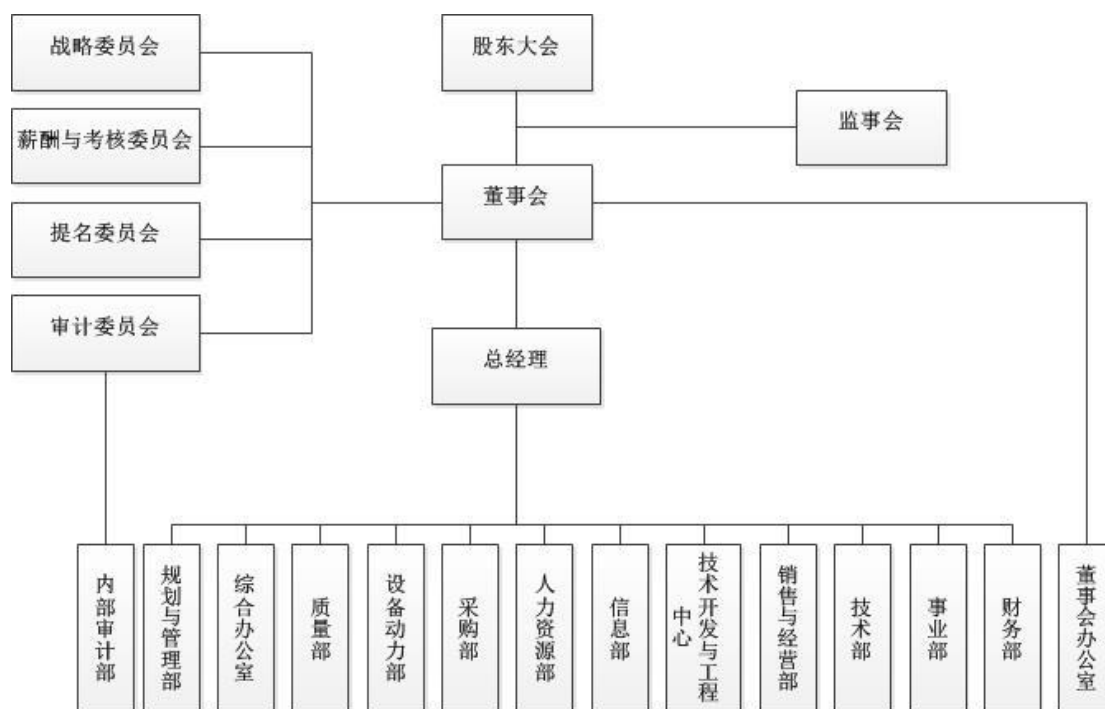 战略委员会
股东大会
薪酬与考核委员会
监事会
提名委员会
董事会
审计委员会
总经理
内部审计部
规划与管理部
综合办公室
质量部
设备动力部
采购部
人力资源部
信息部
技术开发与工程
中心
销售与经营部
技术部
事业部
财务部
董事会办公室